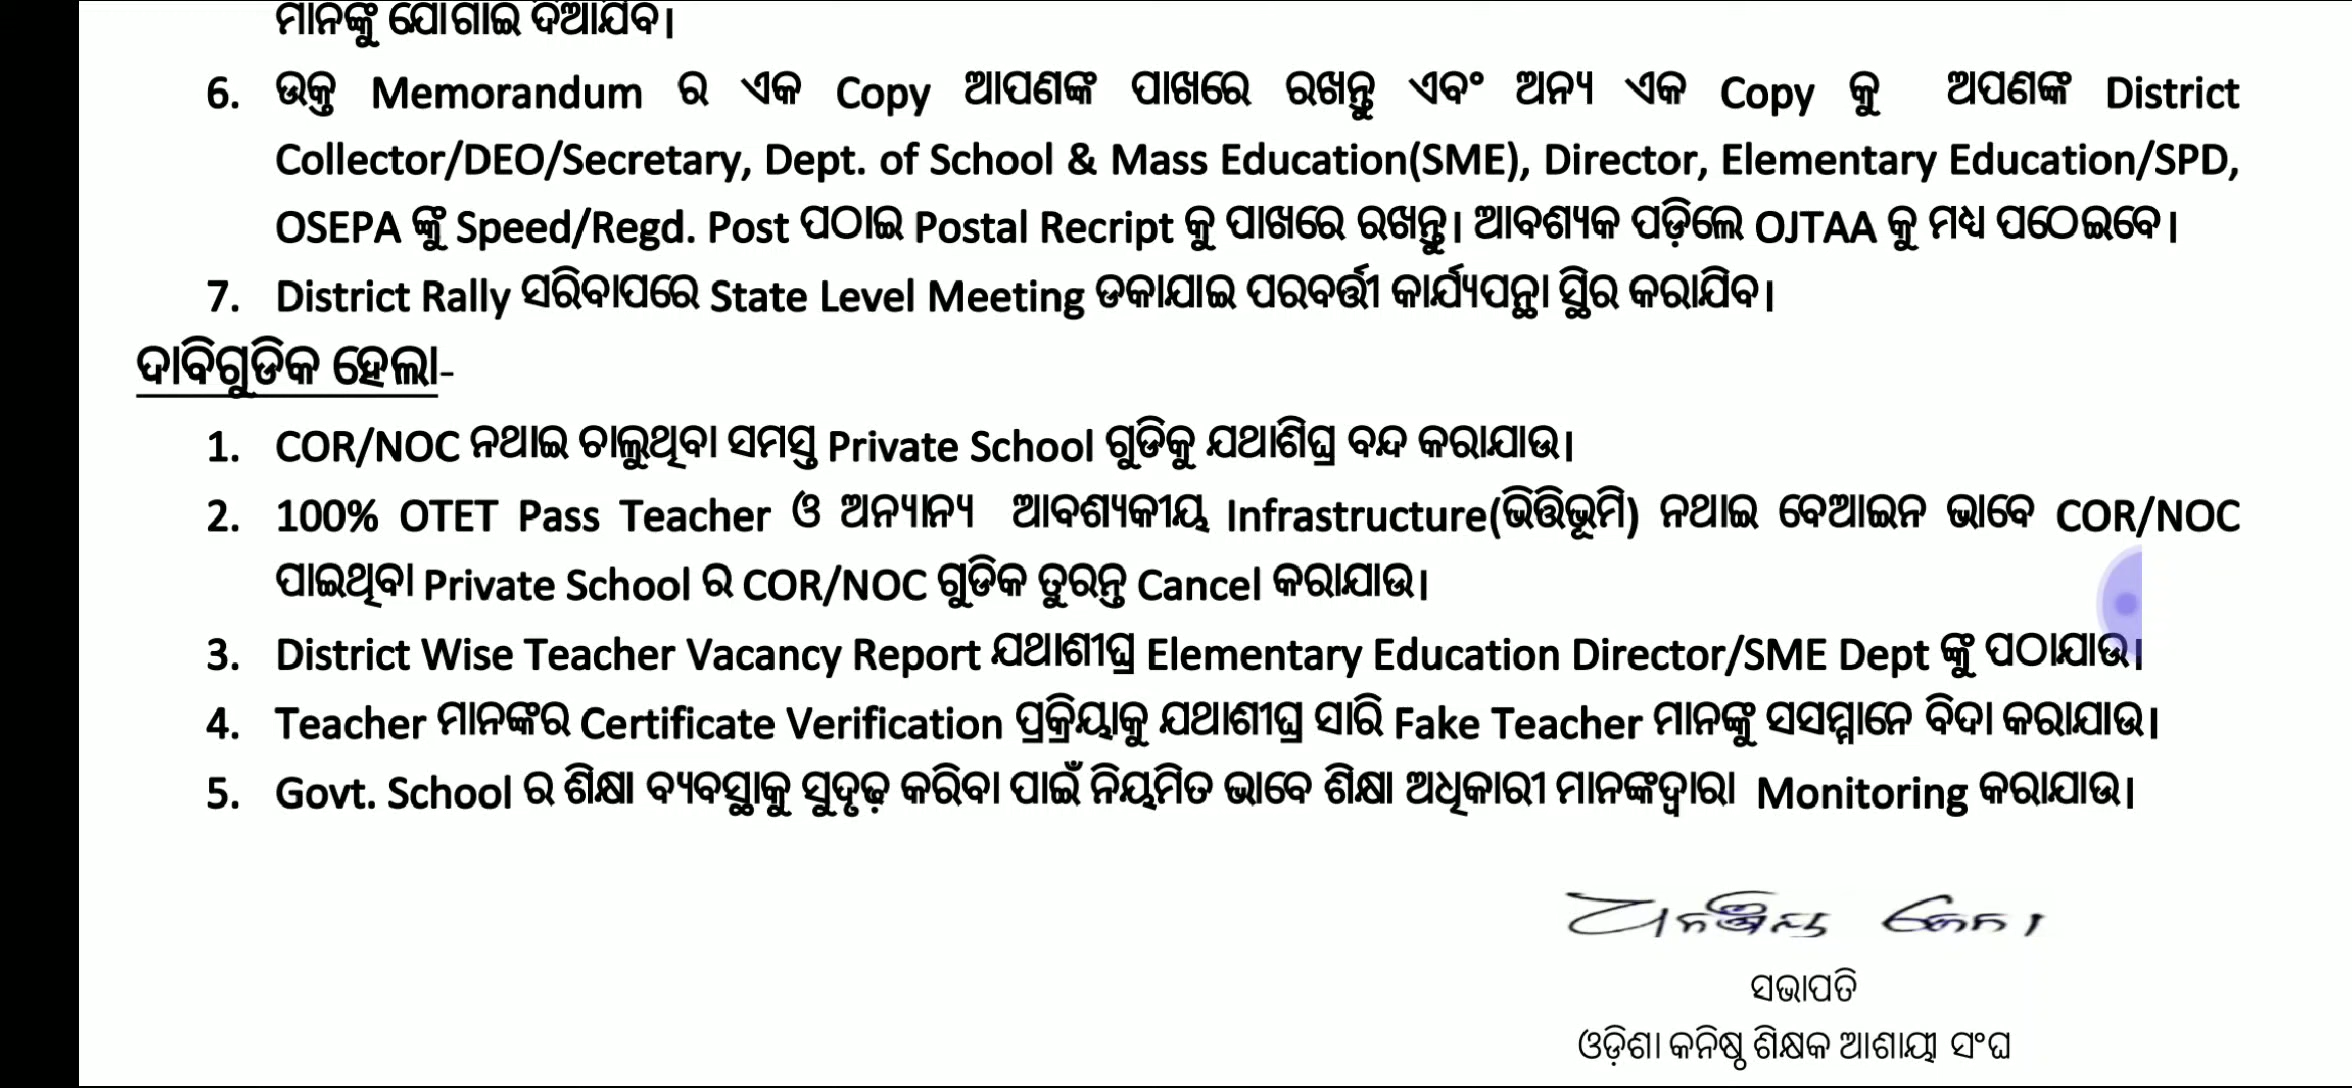 ମାନଙ୍କୁ ଯୋଗାଇ ଦିଆଯିବ।
6. ଉକ୍ତ Memorandum ର ଏକ Copy ଆପଣଙ୍କ ପାଖରେ ରଖନ୍ତୁ ଏବଂ ଅନ୍ୟ ଏକ Copy କୁ ଅପଣଙ୍କ District
Collector/DEO/Secretary, Dept. of School & Mass Education(SME), Director, Elementary Education/SPD,
OSEPA ଙ୍କୁ Speed/Regd. Post ପଠାଇ Postal Recript କୁ ପାଖରେ ରଖନ୍ତୁ। ଆବଶ୍ୟକ ପଡ଼ିଲେ OJTAA କୁ ମଧ୍ୟ ପଠେଇବେ।
7. District Rally ସରିବାପରେ State Level Meeting ଡକାଯାଇ ପରବର୍ତ୍ତୀ କାର୍ଯ୍ୟପନ୍ଥା ସ୍ଥିର କରାଯିବ।
ଦାବିଗୁଡିକ ହେଲା-
1. COR/NOC ନଥାଇ ଚାଲୁଥିବା ସମସ୍ତ Private School ଗୁଡିକୁ ଯଥାଶିଘ୍ର ବନ୍ଦ କରାଯାଉ।
2. 100% OTET Pass Teacher ଓ ଅନ୍ୟାନ୍ୟ ଆବଶ୍ୟକୀୟ Infrastructure(ଭିତ୍ତିଭୂମି) ନଥାଇ ବେଆଇନ ଭାବେ COR/NOC
ପାଇଥିବା Private School ର COR/NOC ଗୁଡିକ ତୁରନ୍ତ Cancel କରାଯାଉ।
3. District Wise Teacher Vacancy Report ଯଥାଶୀଘ୍ର Elementary Education Director/SME Dept ଙ୍କୁ ପଠାଯାଉ।
4. Teacher ମାନଙ୍କର Certificate Verification ପ୍ରକ୍ରିୟାକୁ ଯଥାଶୀଘ୍ର ସାରି Fake Teacher ମାନଙ୍କୁ ସସମ୍ମାନେ ବିଦା କରାଯାଉ।
5. Govt. School ର ଶିକ୍ଷା ବ୍ୟବସ୍ଥାକୁ ସୁଦୃଢ଼ କରିବା ପାଇଁ ନିୟମିତ ଭାବେ ଶିକ୍ଷା ଅଧିକାରୀ ମାନଙ୍କଦ୍ୱାରା Monitoring କରାଯାଉ।
ଜେନା
ସଭାପତି
ଓଡ଼ିଶା କନିଷ୍ଠ ଶିକ୍ଷକ ଆଶାୟୀ ସଂଘ